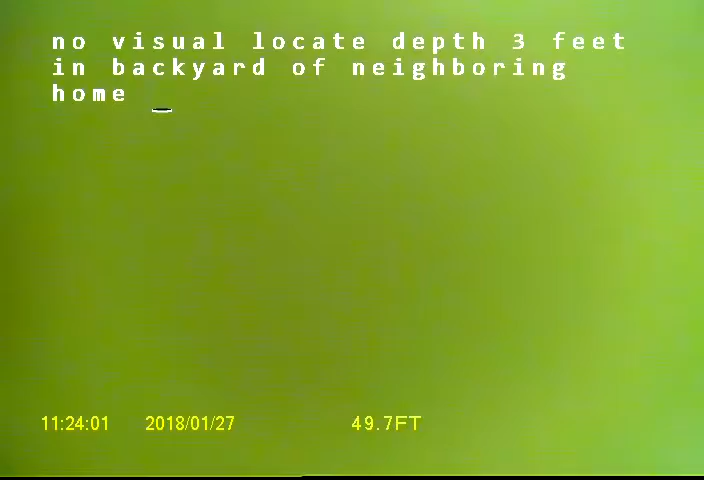 no visual locate depth 3 feet
in backyard of neighboring
home _
11:24:01 2018/01/27 49.7FT